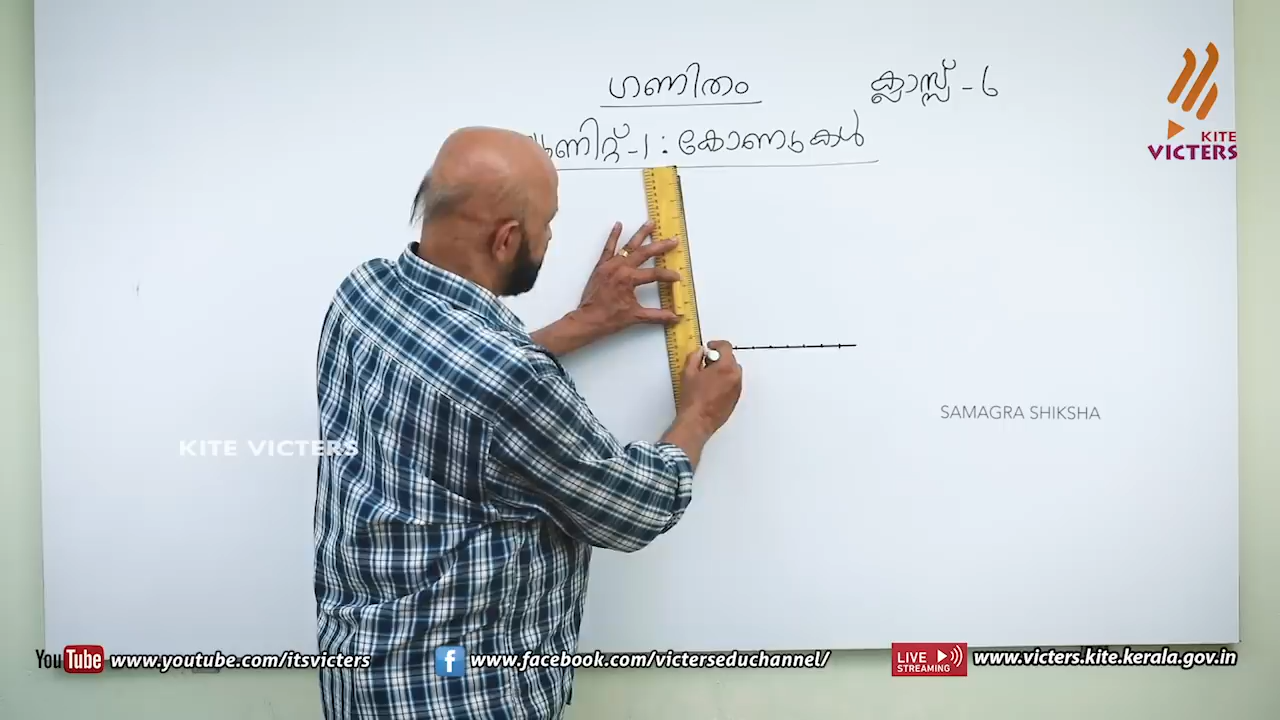 ഗണിതം ക്ലാസ്സ് - 6
യൂണിറ്റ് - 1 : കോണുകൾ
KITE
VICTERS
SAMAGRA SHIKSHA
KITE VICTERS
YouTube www.youtube.com/itsvicters f www.facebook.com/victerseduchannel/ LIVE STREAMING www.victers.kite.kerala.gov.in